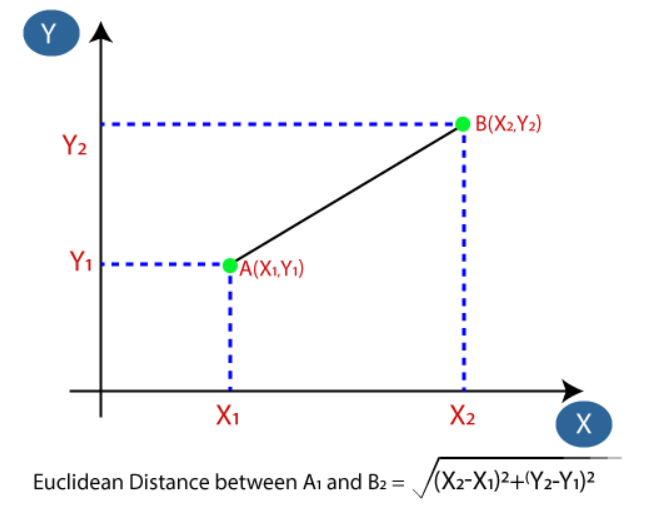 Y
B(X₂,Y₂)
Y₂
Y₁
A(X₁,Y₁)
X₁
X₂
X
Euclidean Distance between A₁ and B₂ = √(X₂-X₁)²+(Y₂-Y₁)²